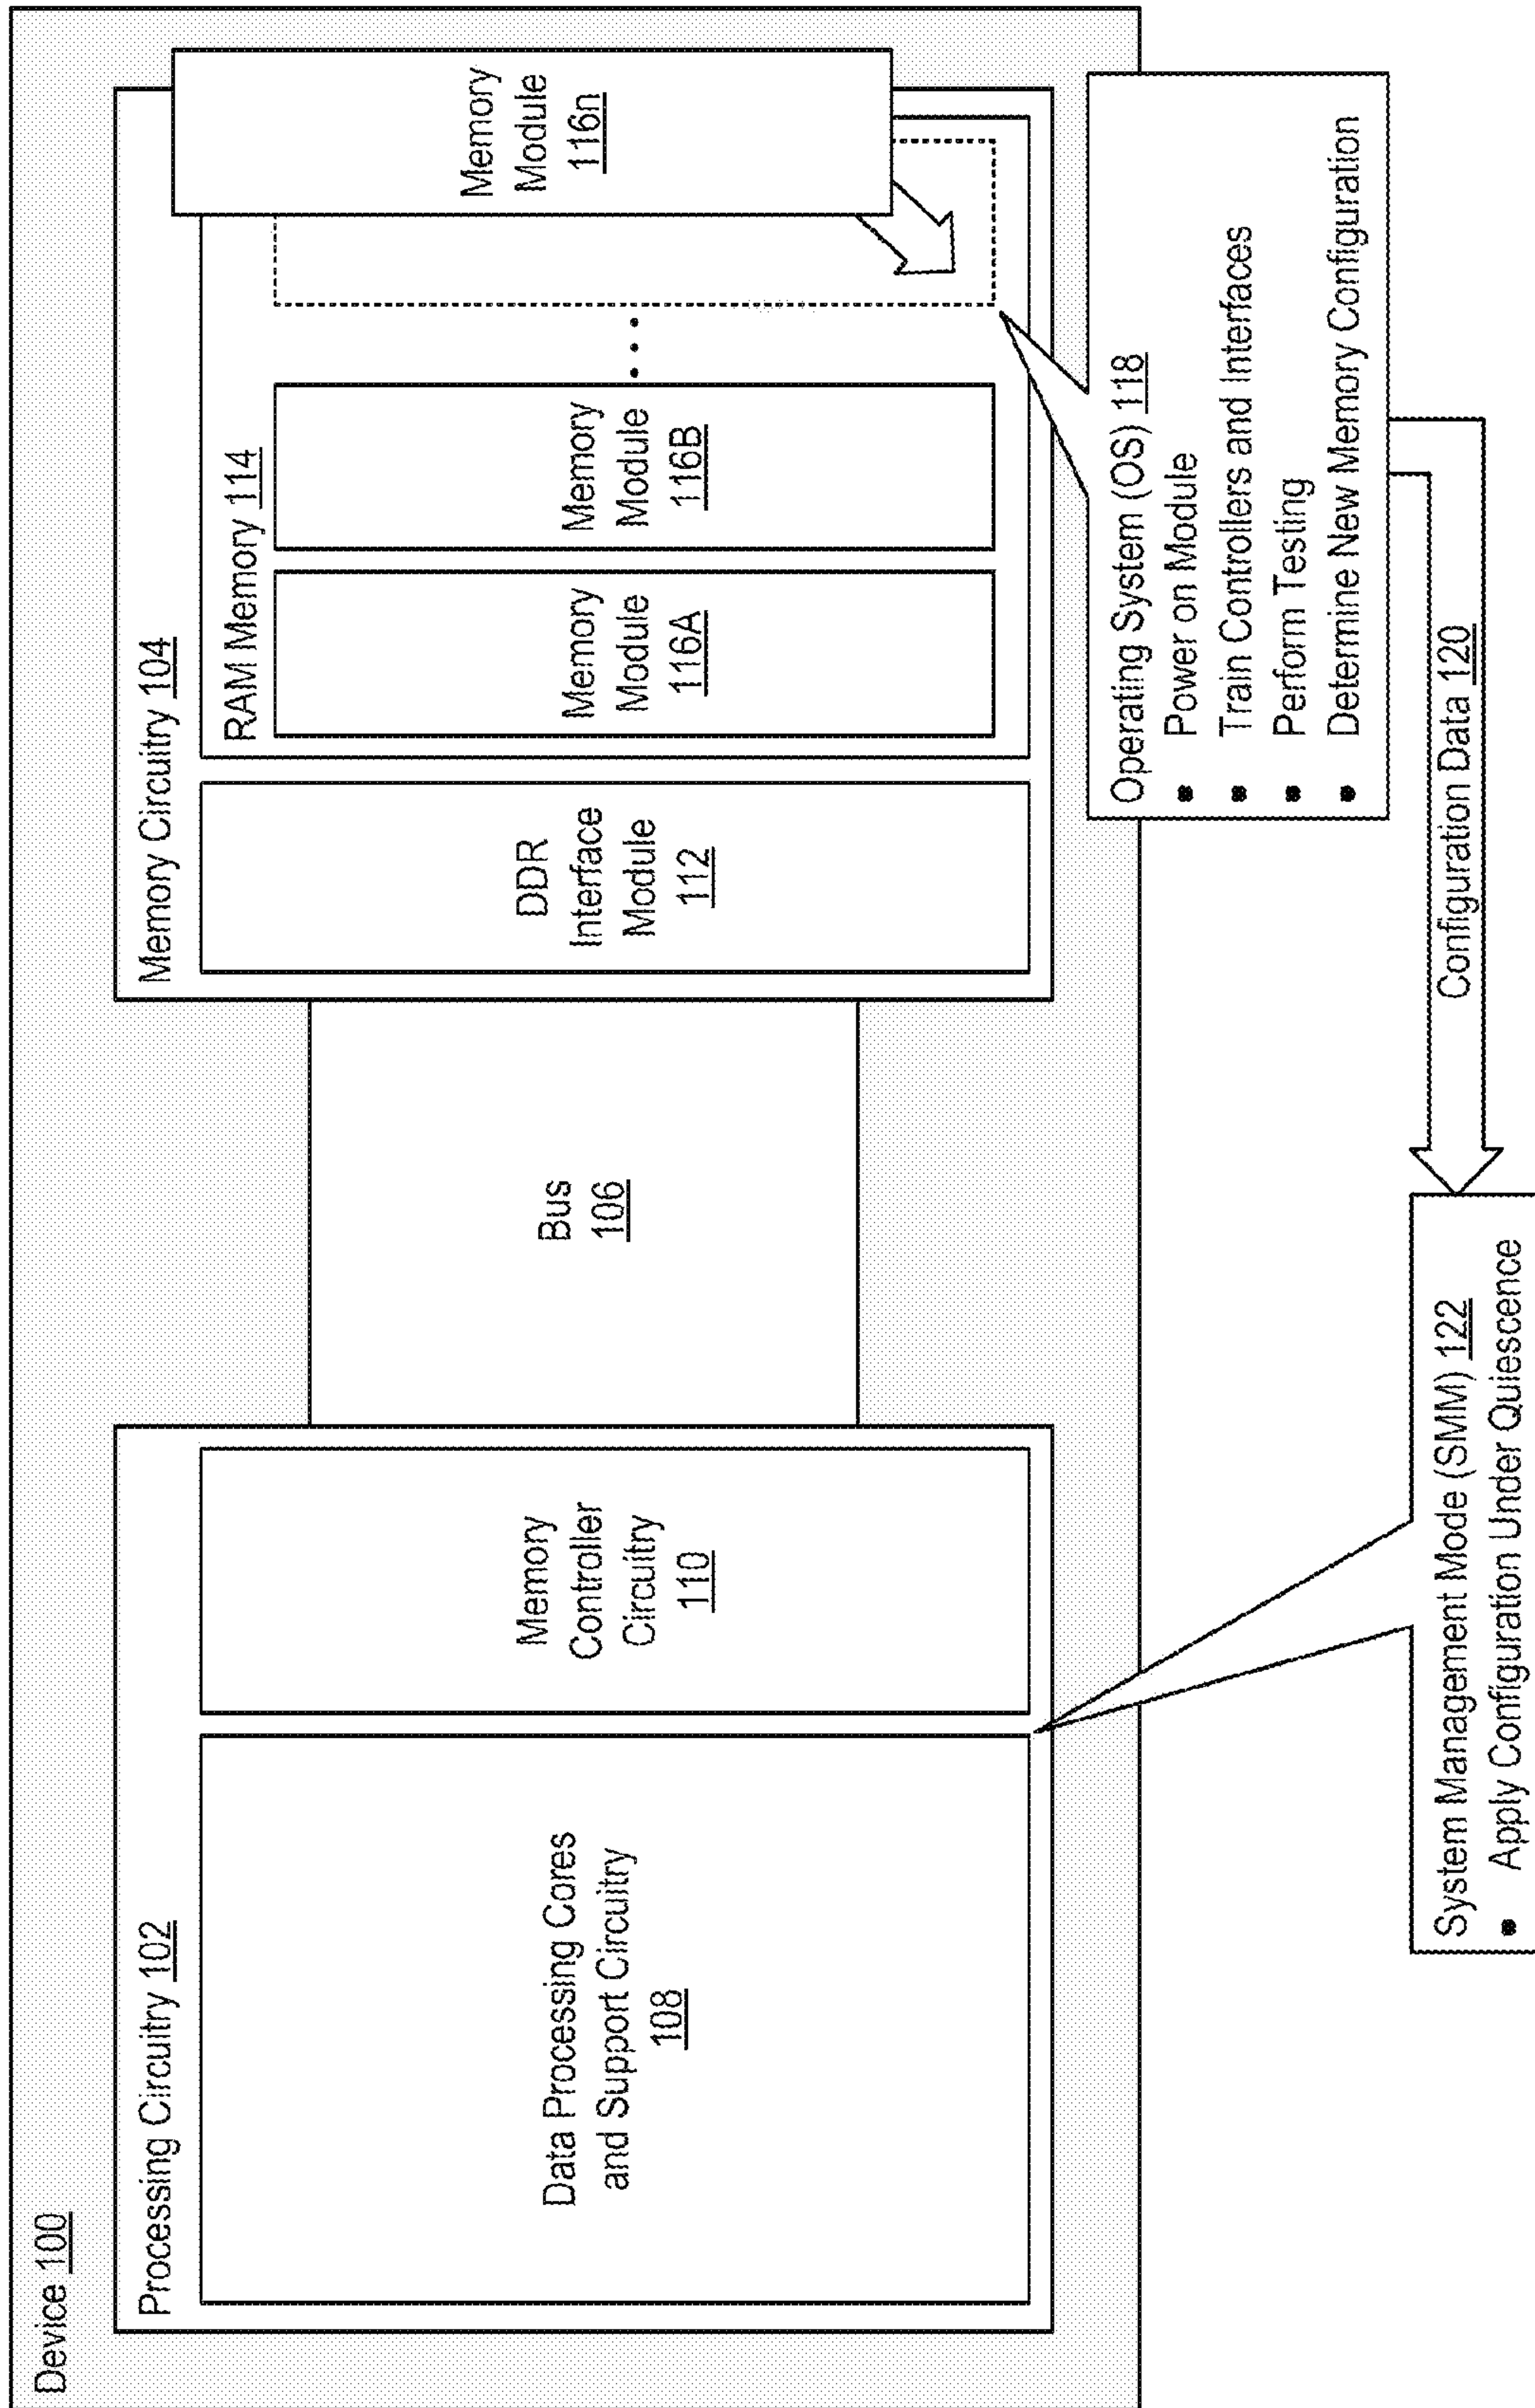 Device 100
Processing Circuitry 102
Data Processing Cores
and Support Circuitry
108
Memory
Controller
Circuitry
110
Bus
106
Memory Circuitry 104
DDR
Interface
Module
112
RAM Memory 114
Memory
Module
116A
Memory
Module
116B
• • •
Memory
Module
116n
Operating System (OS) 118
• Power on Module
• Train Controllers and Interfaces
• Perform Testing
• Determine New Memory Configuration
Configuration Data 120
System Management Mode (SMM) 122
• Apply Configuration Under Quiescence